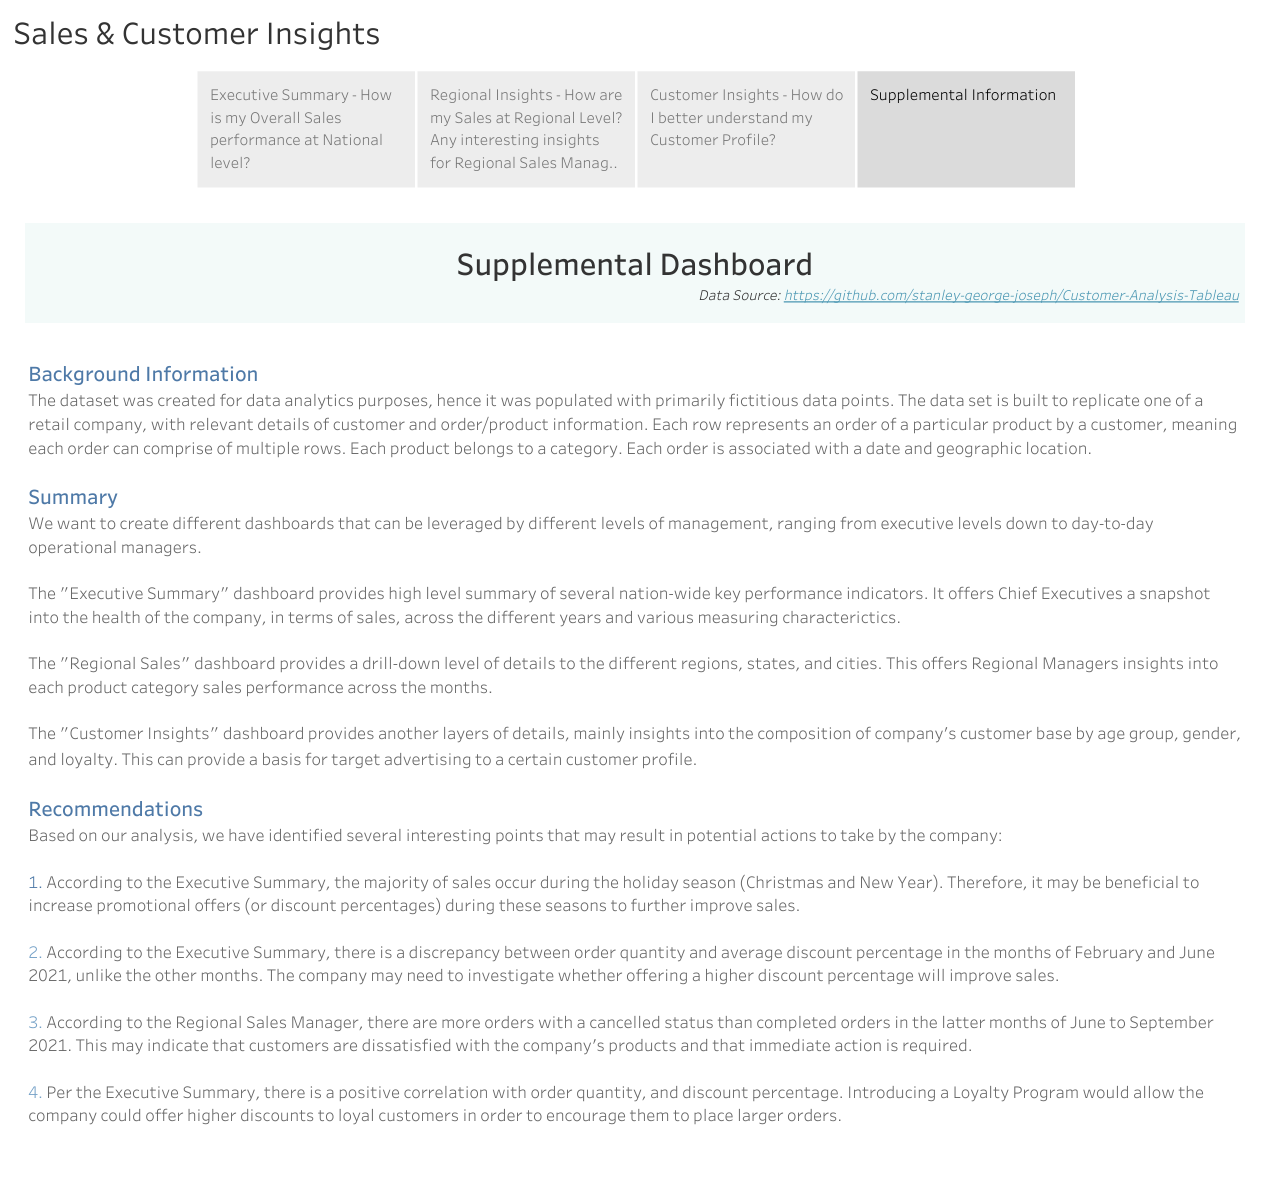 Sales & Customer Insights
Executive Summary - How
is my Overall Sales
performance at National
level?
Regional Insights - How are
my Sales at Regional Level?
Any interesting insights
for Regional Sales Manag..
Customer Insights - How do
I better understand my
Customer Profile?
Supplemental Information
Supplemental Dashboard
Data Source: https://github.com/stanley-george-joseph/Customer-Analysis-Tableau
Background Information
The dataset was created for data analytics purposes, hence it was populated with primarily fictitious data points. The data set is built to replicate one of a
retail company, with relevant details of customer and order/product information. Each row represents an order of a particular product by a customer, meaning
each order can comprise of multiple rows. Each product belongs to a category. Each order is associated with a date and geographic location.
Summary
We want to create different dashboards that can be leveraged by different levels of management, ranging from executive levels down to day-to-day
operational managers.
The "Executive Summary" dashboard provides high level summary of several nation-wide key performance indicators. It offers Chief Executives a snapshot
into the health of the company, in terms of sales, across the different years and various measuring characterictics.
The "Regional Sales" dashboard provides a drill-down level of details to the different regions, states, and cities. This offers Regional Managers insights into
each product category sales performance across the months.
The "Customer Insights" dashboard provides another layers of details, mainly insights into the composition of company's customer base by age group, gender,
and loyalty. This can provide a basis for target advertising to a certain customer profile.
Recommendations
Based on our analysis, we have identified several interesting points that may result in potential actions to take by the company:
1. According to the Executive Summary, the majority of sales occur during the holiday season (Christmas and New Year). Therefore, it may be beneficial to
increase promotional offers (or discount percentages) during these seasons to further improve sales.
2. According to the Executive Summary, there is a discrepancy between order quantity and average discount percentage in the months of February and June
2021, unlike the other months. The company may need to investigate whether offering a higher discount percentage will improve sales.
3. According to the Regional Sales Manager, there are more orders with a cancelled status than completed orders in the latter months of June to September
2021. This may indicate that customers are dissatisfied with the company's products and that immediate action is required.
4. Per the Executive Summary, there is a positive correlation with order quantity, and discount percentage. Introducing a Loyalty Program would allow the
company could offer higher discounts to loyal customers in order to encourage them to place larger orders.